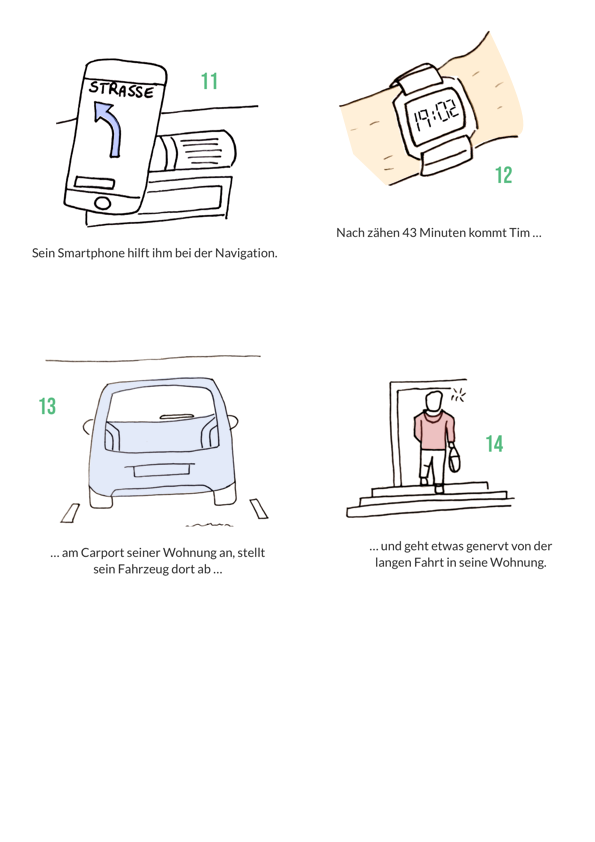 STRASSE
11
Sein Smartphone hilft ihm bei der Navigation.
19:02
12
Nach zähen 43 Minuten kommt Tim ...
13
... am Carport seiner Wohnung an, stellt
sein Fahrzeug dort ab ...
14
... und geht etwas genervt von der
langen Fahrt in seine Wohnung.